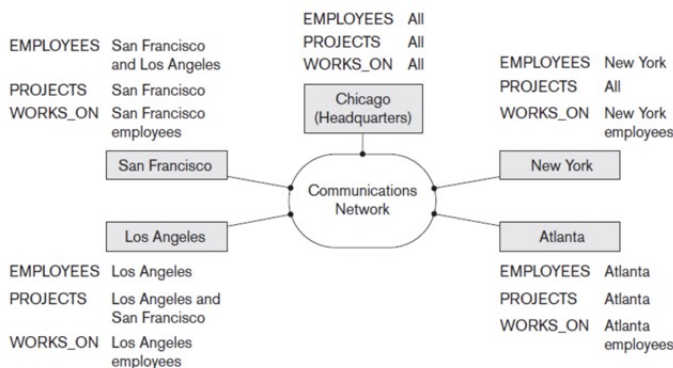 EMPLOYEES All
PROJECTS All
WORKS_ON All
Chicago
(Headquarters)
EMPLOYEES San Francisco
and Los Angeles
PROJECTS San Francisco
WORKS_ON San Francisco
employees
San Francisco
EMPLOYEES New York
PROJECTS All
WORKS_ON New York
employees
New York
Communications
Network
Los Angeles
EMPLOYEES Los Angeles
PROJECTS Los Angeles and
San Francisco
WORKS_ON Los Angeles
employees
Atlanta
EMPLOYEES Atlanta
PROJECTS Atlanta
WORKS_ON Atlanta
employees